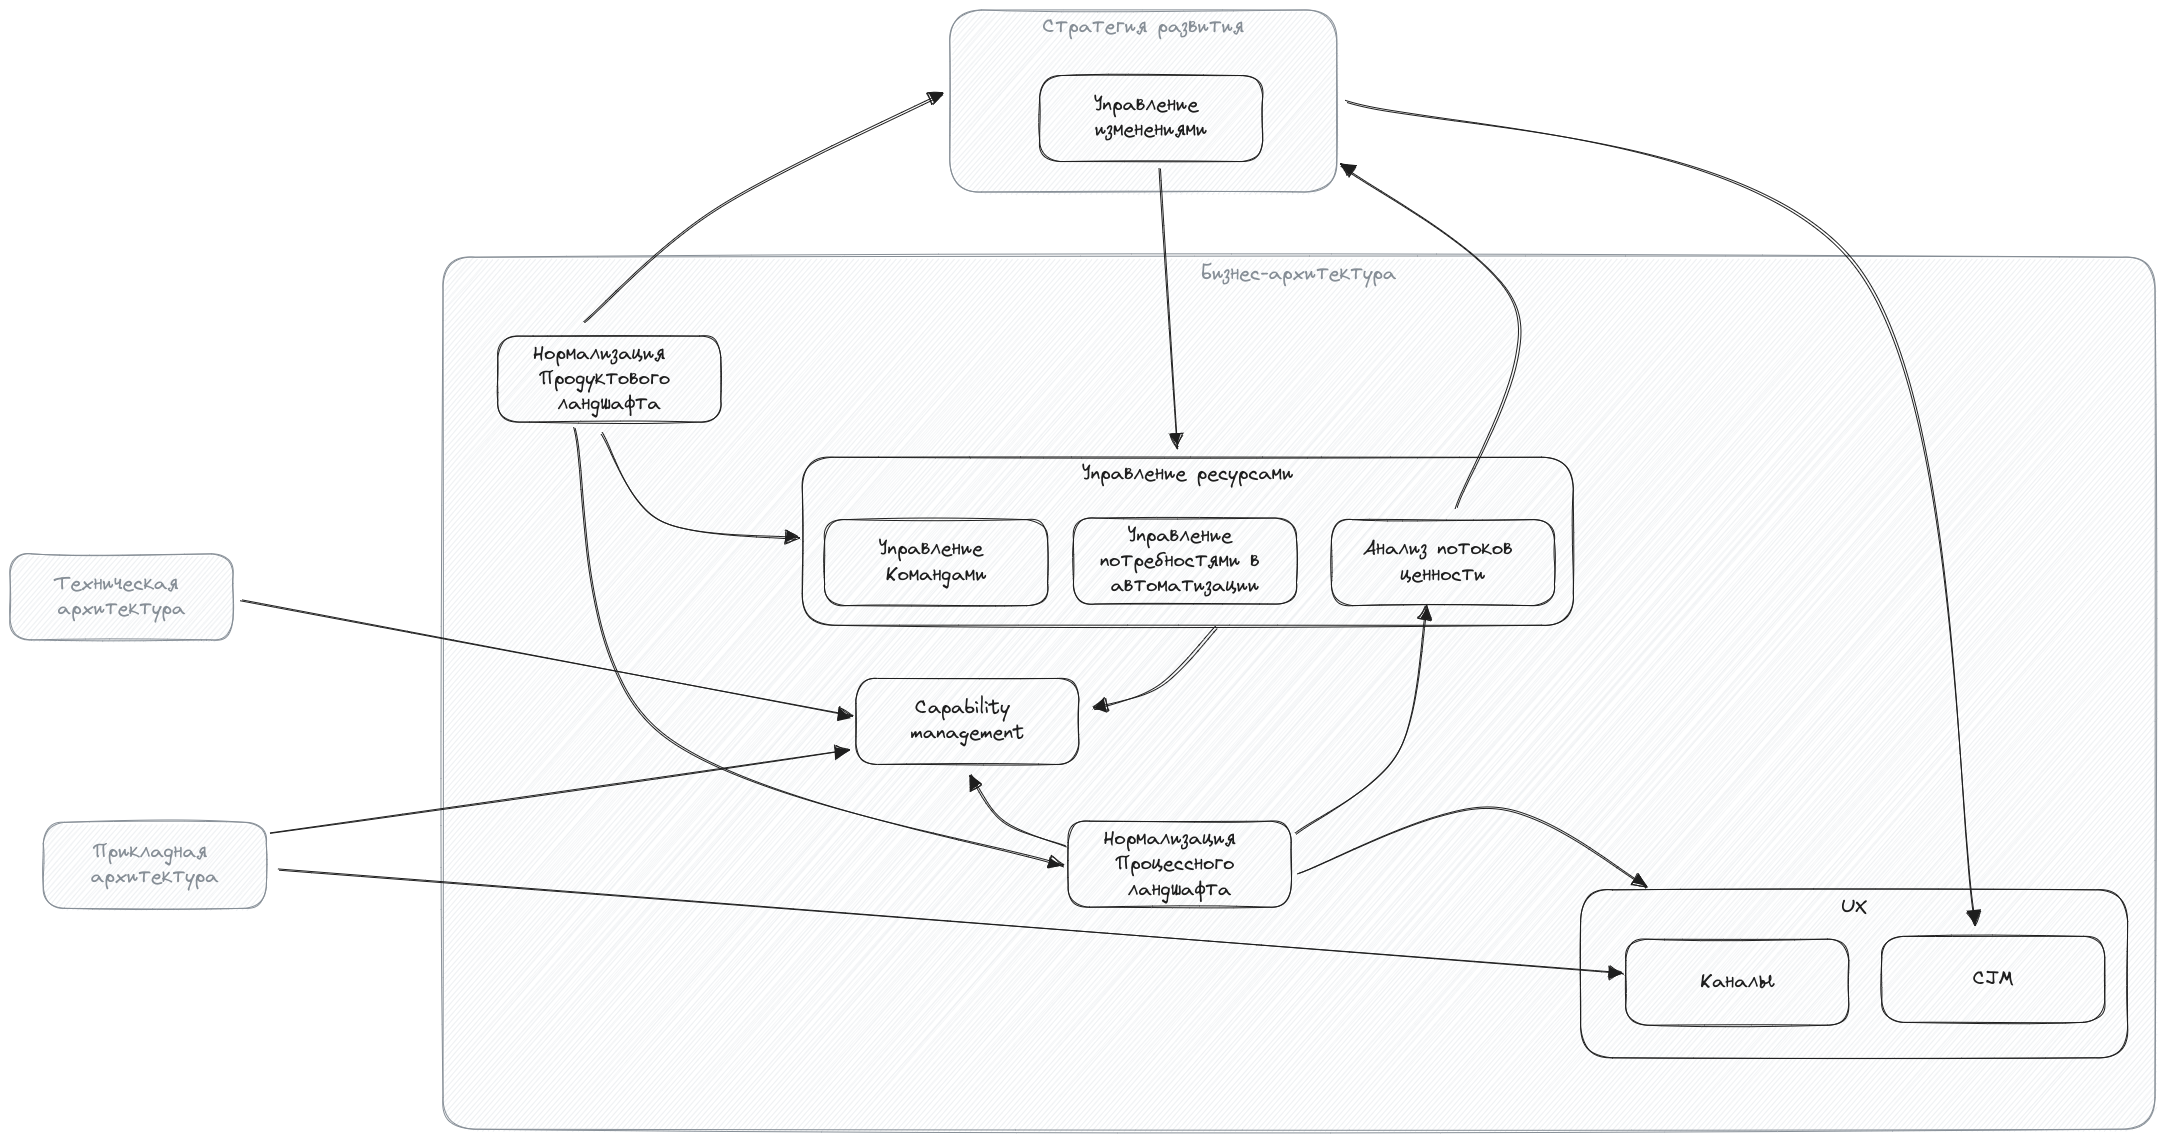 Стратегия развития
Управление
изменениями
Бизнес-архитектура
Нормализация
Продуктового
ландшафта
Управление ресурсами
Управление
Командами
Управление
потребностями в
автоматизации
Анализ потоков
ценности
Техническая
архитектура
Capability
management
Прикладная
архитектура
Нормализация
Процессного
ландшафта
UX
Каналы
CJM